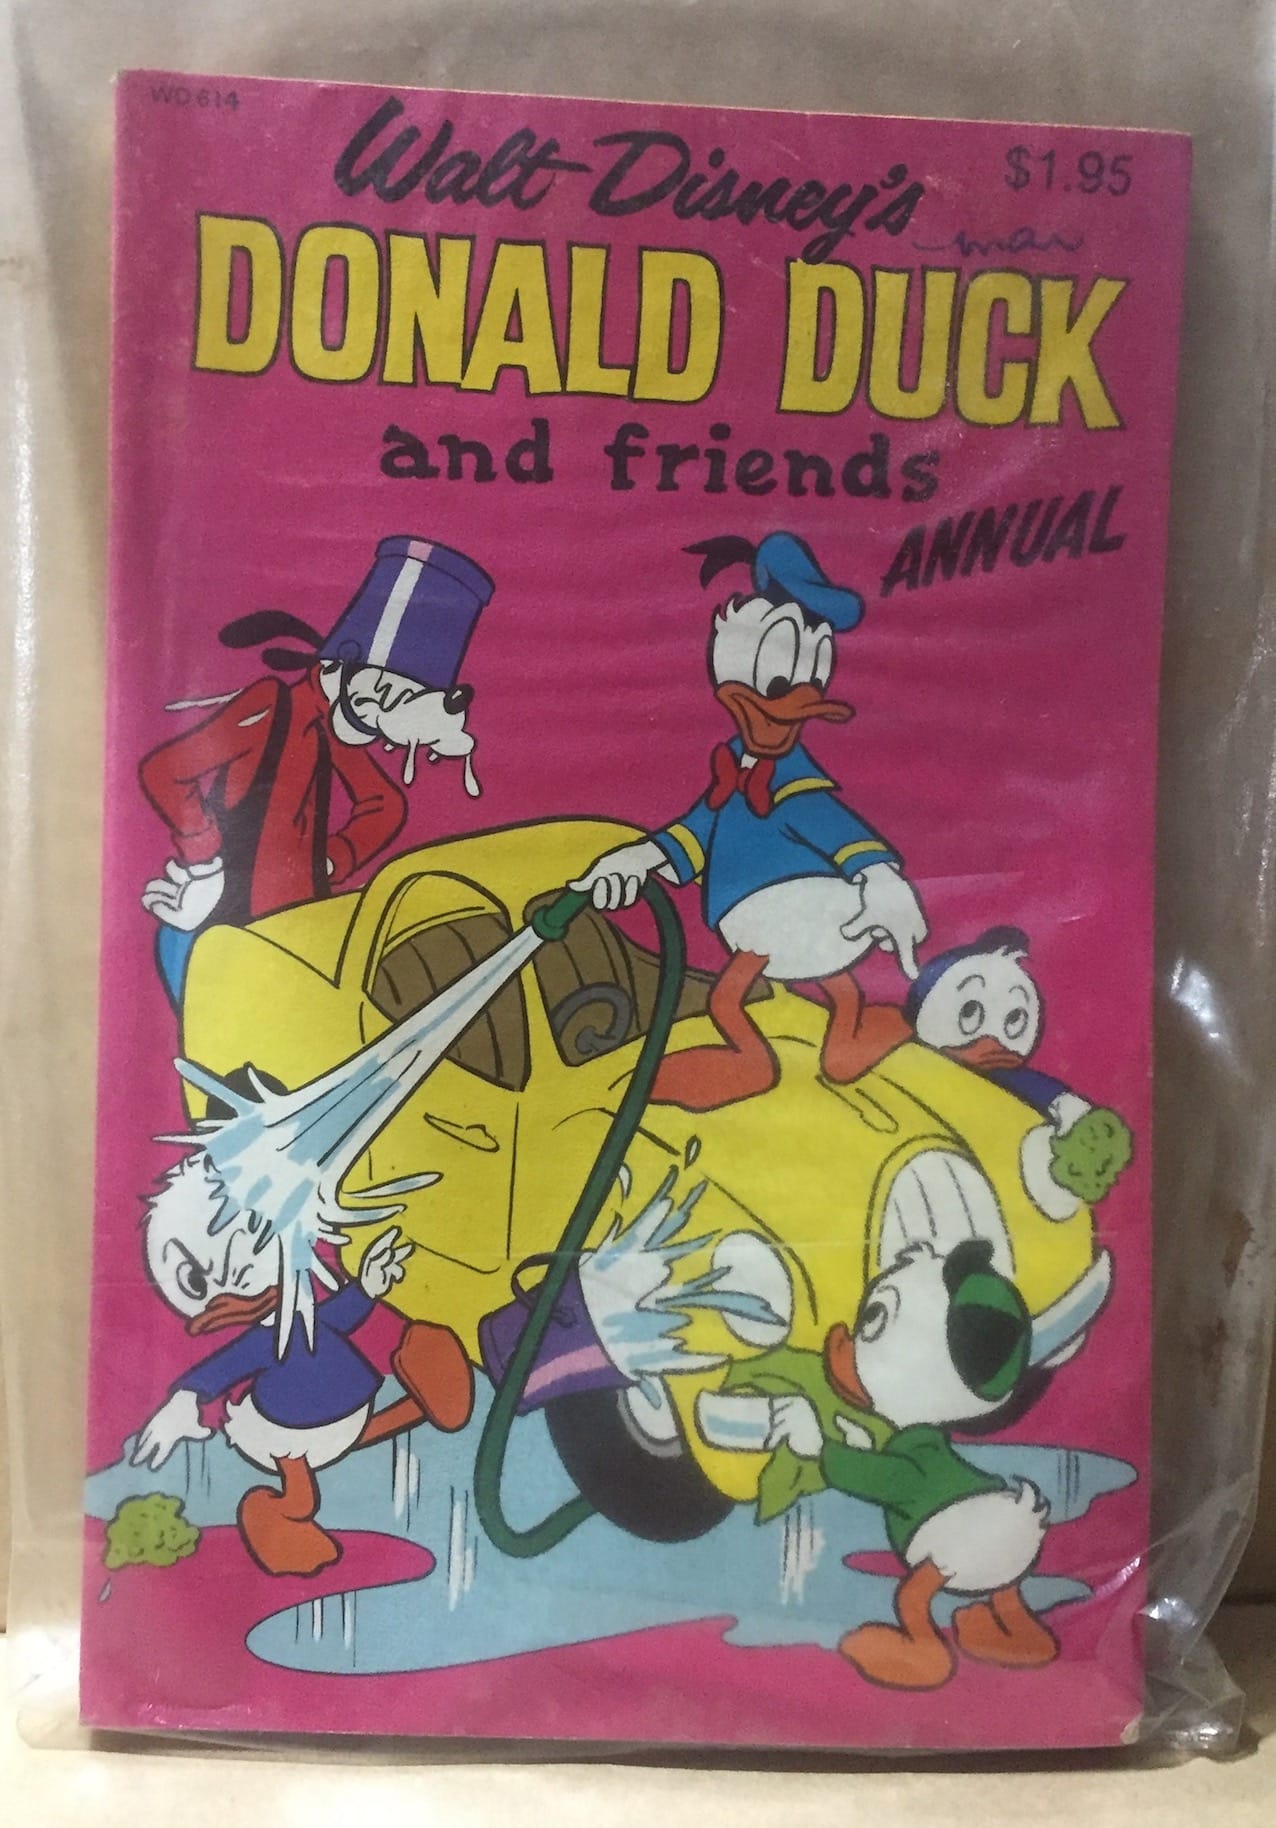 WD 614
Walt Disney's
$1.95
DONALD DUCK
and friends
ANNUAL